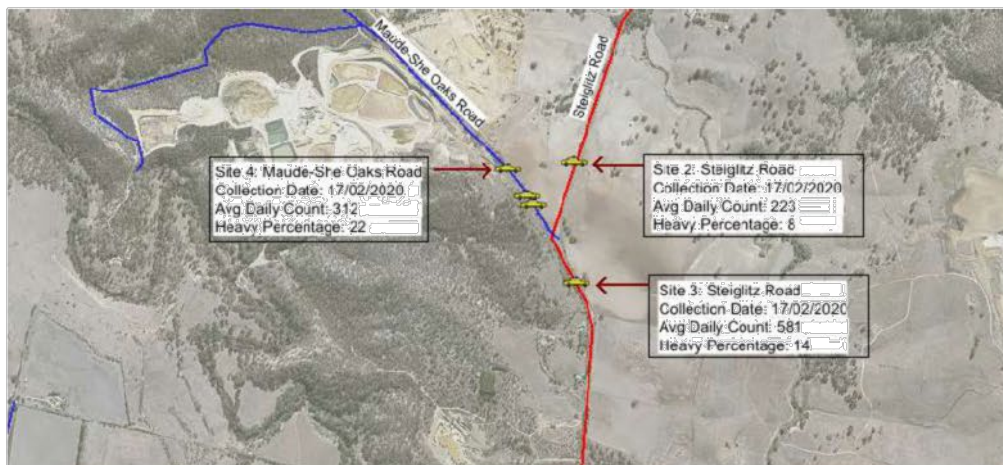 Maude-She Oaks Road
Steiglitz Road
Site 4: Maude-She Oaks Road
Collection Date: 17/02/2020
Avg Daily Count: 312
Heavy Percentage: 22
Site 2: Steiglitz Road
Collection Date: 17/02/2020
Avg Daily Count: 223
Heavy Percentage: 8
Site 3: Steiglitz Road
Collection Date: 17/02/2020
Avg Daily Count: 581
Heavy Percentage: 14